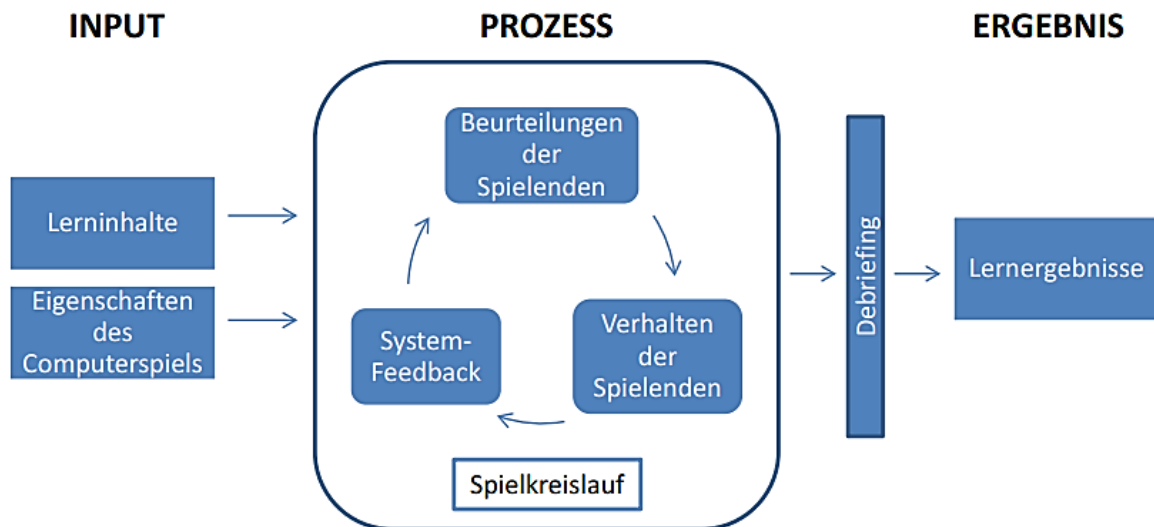 INPUT
PROZESS
ERGEBNIS
Lerninhalte
Eigenschaften
des
Computerspiels
Beurteilungen
der
Spielenden
System-
Feedback
Verhalten
der
Spielenden
Spielkreislauf
Debriefing
Lernergebnisse